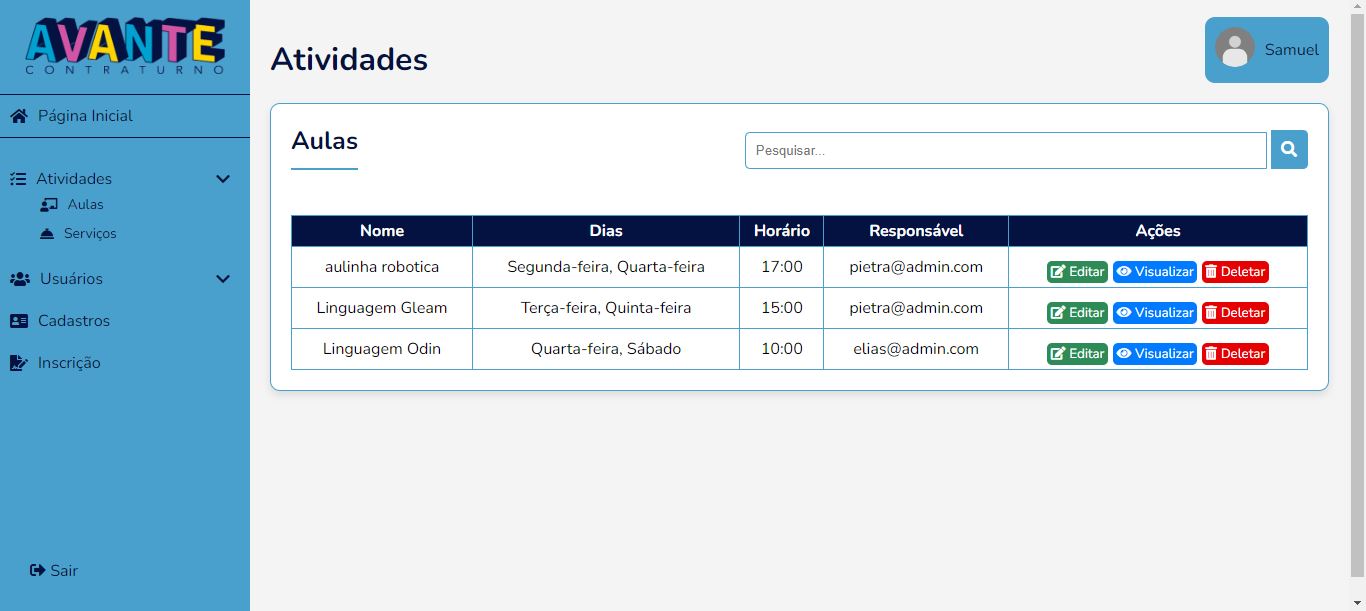 AVANTE
CONTRATURNO
Página Inicial
Atividades
Aulas
Serviços
Usuários
Cadastros
Inscrição
Sair
Atividades
Samuel
Aulas
Pesquisar...
Nome Dias Horário Responsável Ações
aulinha robotica Segunda-feira, Quarta-feira 17:00 pietra@admin.com Editar Visualizar Deletar
Linguagem Gleam Terça-feira, Quinta-feira 15:00 pietra@admin.com Editar Visualizar Deletar
Linguagem Odin Quarta-feira, Sábado 10:00 elias@admin.com Editar Visualizar Deletar